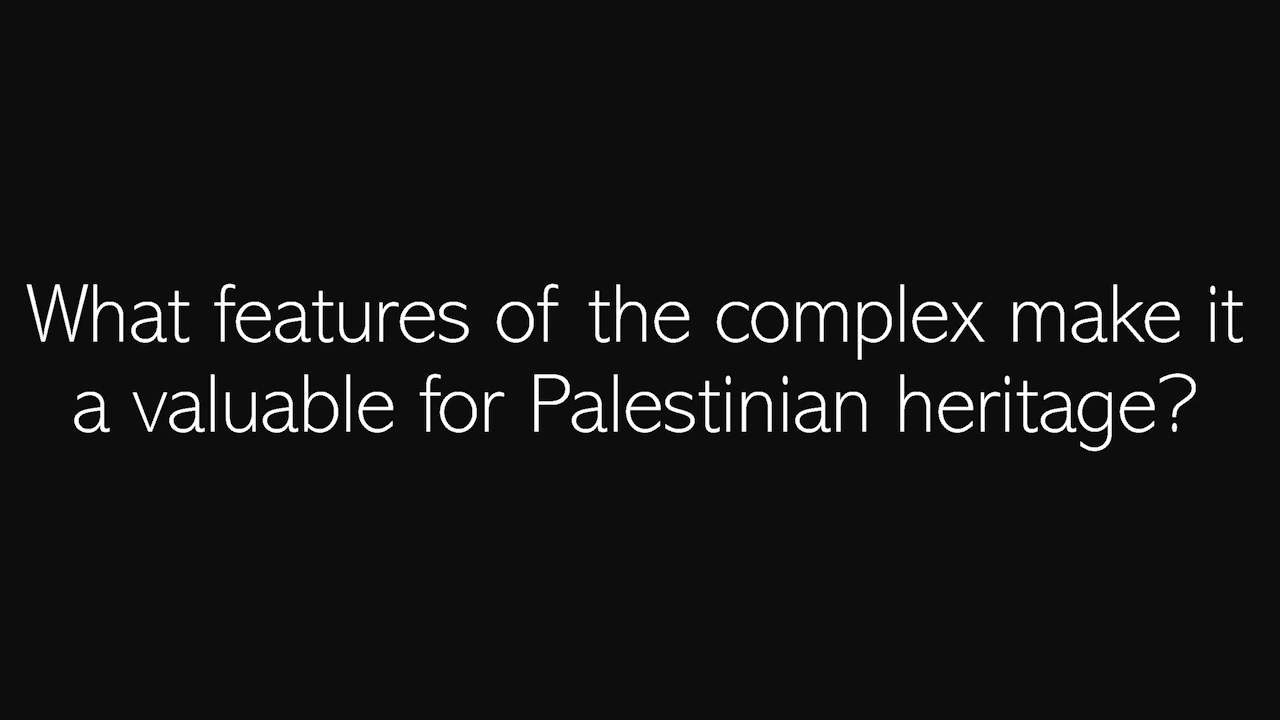 What features of the complex make it
a valuable for Palestinian heritage?